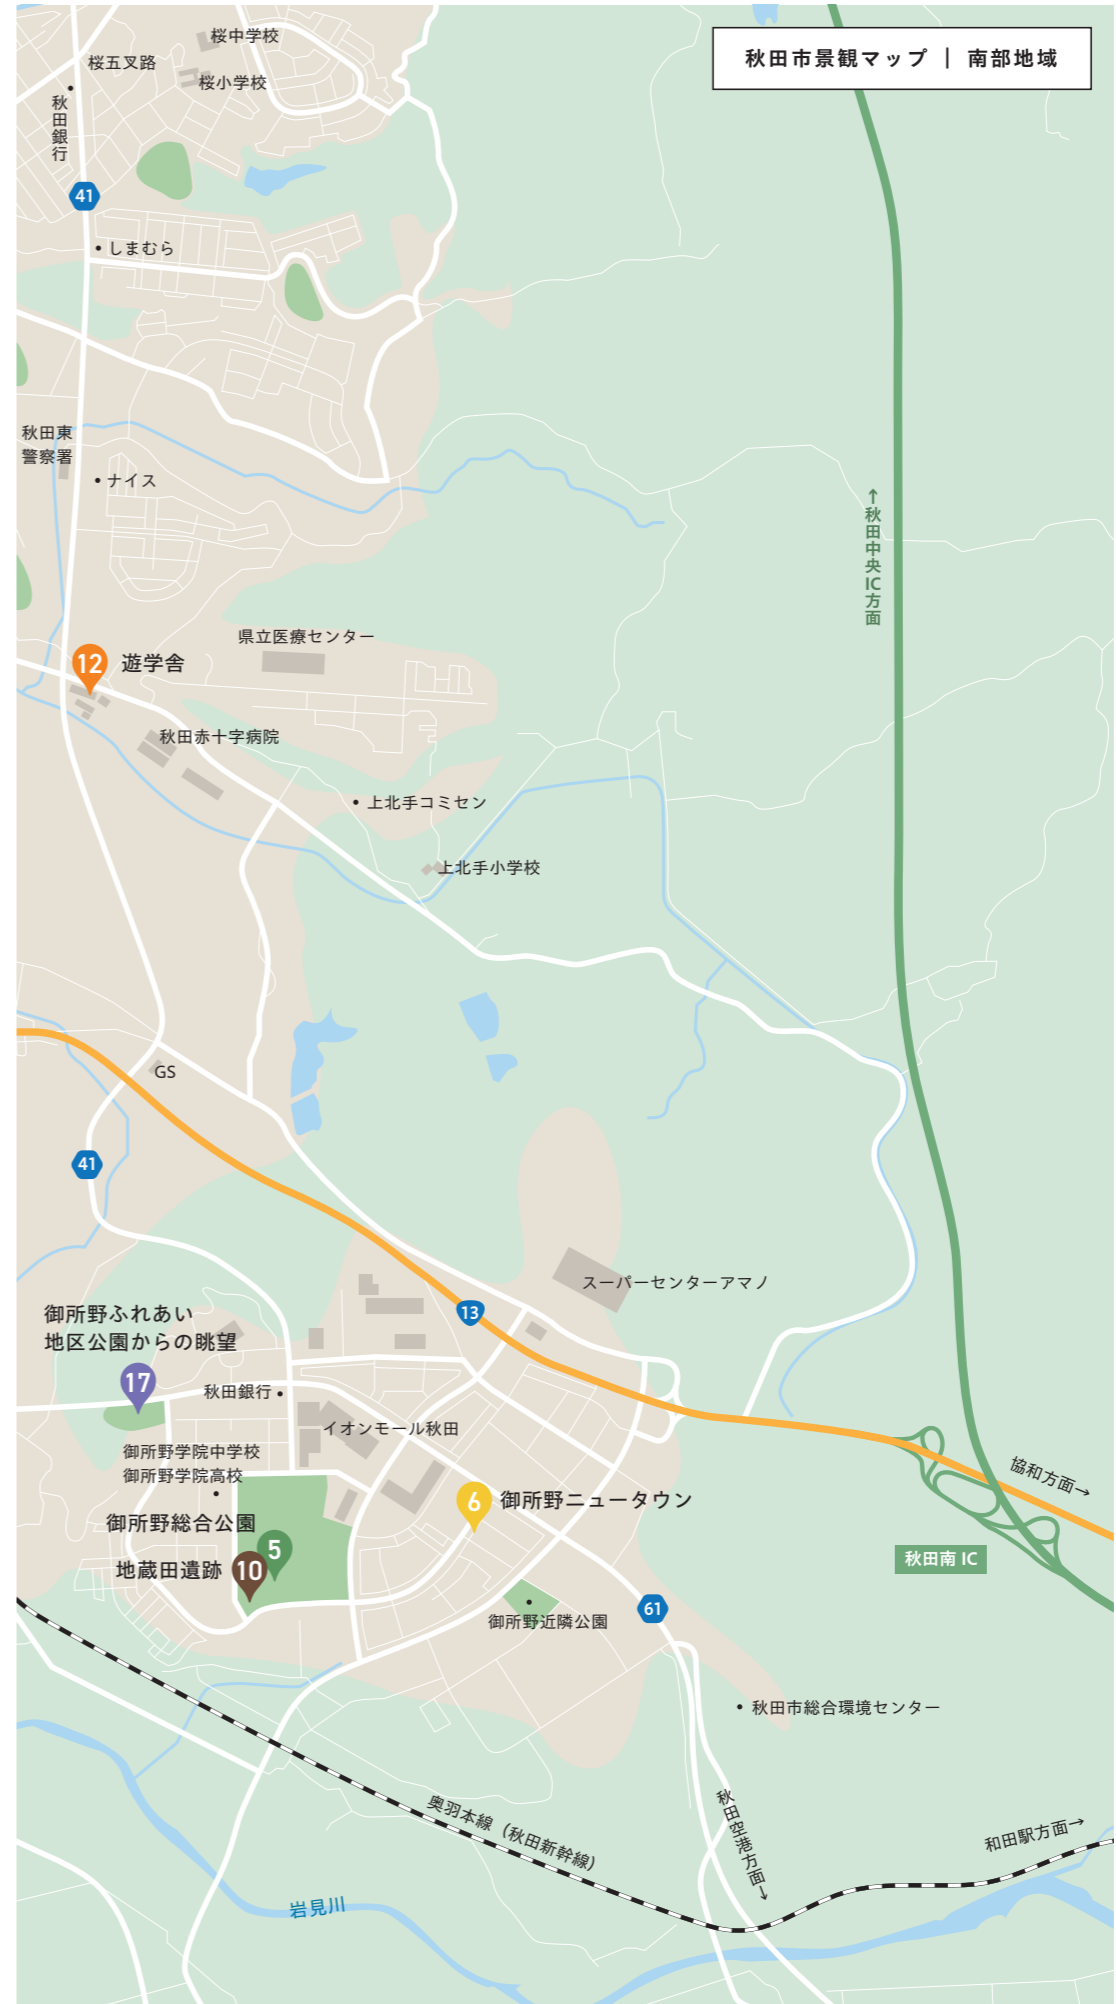 秋田市景観マップ | 南部地域
桜中学校
桜五叉路
桜小学校
秋田銀行
41
しまむら
秋田東
警察署
ナイス
↑秋田中央IC方面
県立医療センター
12
遊学舎
秋田赤十字病院
上北手コミセン
上北手小学校
GS
41
スーパーセンターアマノ
13
御所野ふれあい
地区公園からの眺望
17
秋田銀行
イオンモール秋田
御所野学院中学校
御所野学院高校
6
御所野ニュータウン
協和方面→
御所野総合公園
5
地蔵田遺跡
10
秋田南 IC
御所野近隣公園
61
秋田市総合環境センター
奥羽本線（秋田新幹線）
秋田空港方面→
和田駅方面→
岩見川